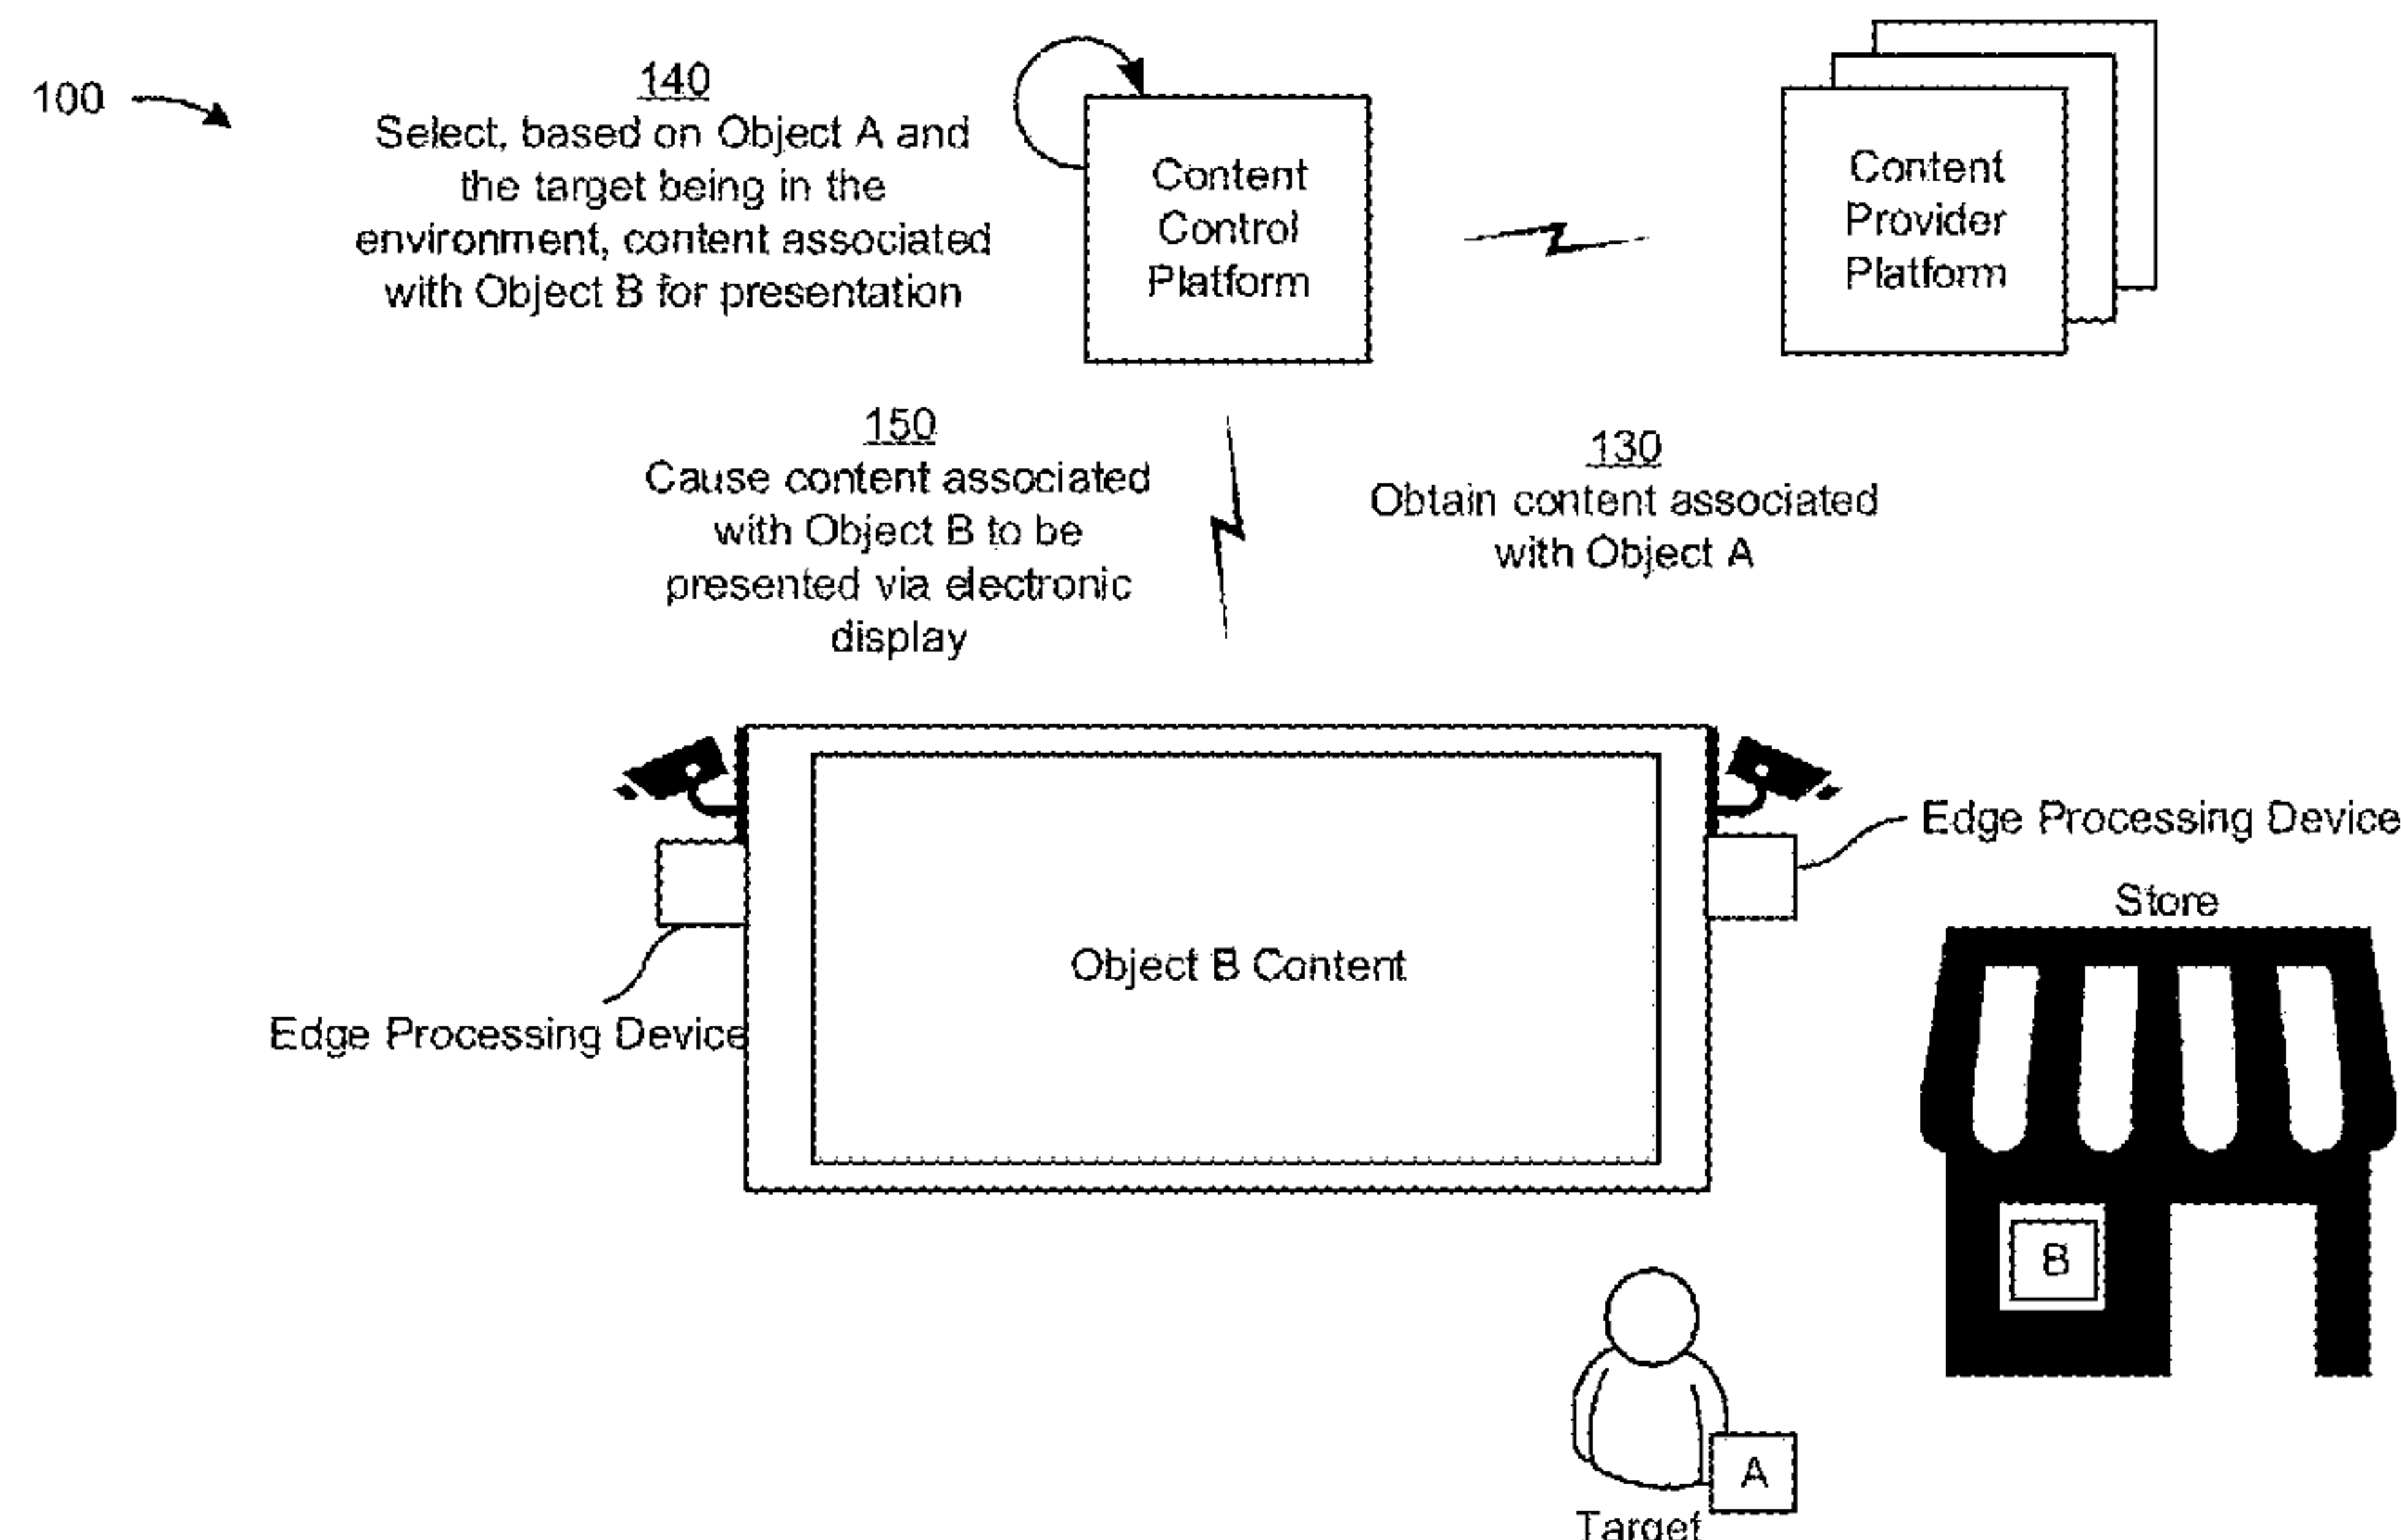 100
140
Select, based on Object A and
the target being in the
environment, content associated
with Object B for presentation
Content
Control
Platform
Content
Provider
Platform
150
Cause content associated
with Object B to be
presented via electronic
display
130
Obtain content associated
with Object A
Edge Processing Device
Store
Object B Content
Edge Processing Device
B
A
Target